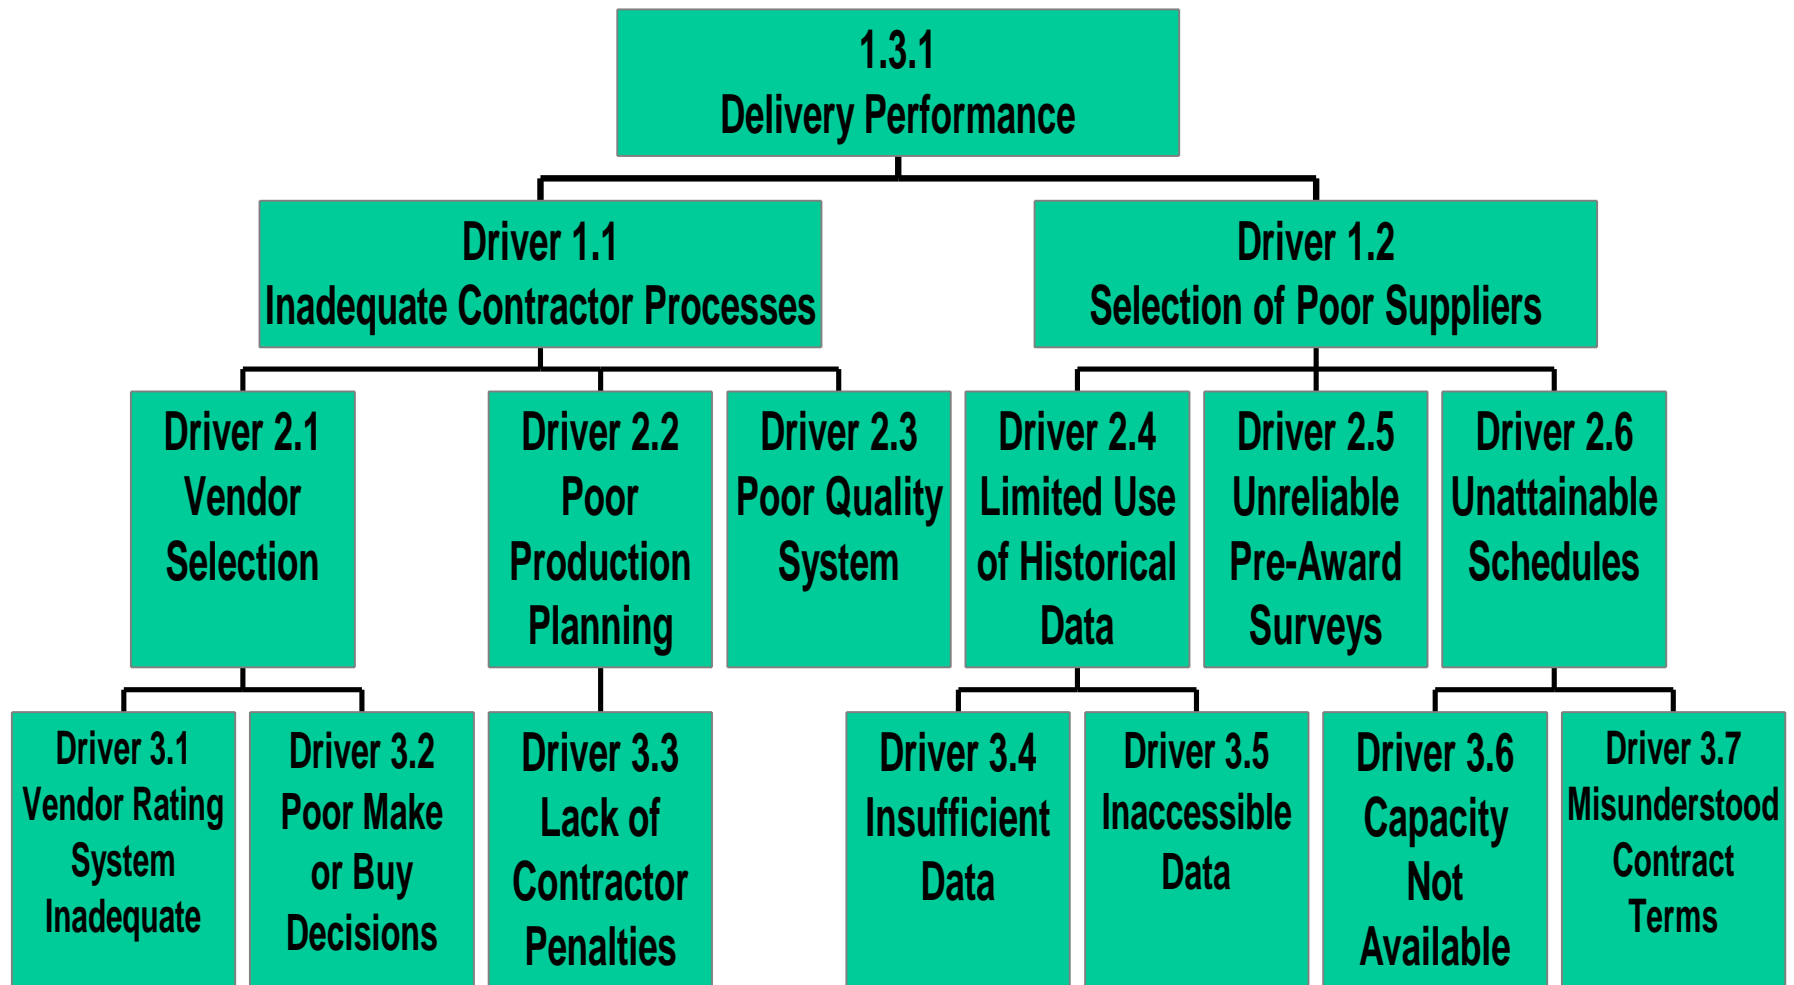 1.3.1
Delivery Performance
Driver 1.1
Inadequate Contractor Processes
Driver 1.2
Selection of Poor Suppliers
Driver 2.1
Vendor
Selection
Driver 2.2
Poor
Production
Planning
Driver 2.3
Poor Quality
System
Driver 2.4
Limited Use
of Historical
Data
Driver 2.5
Unreliable
Pre-Award
Surveys
Driver 2.6
Unattainable
Schedules
Driver 3.1
Vendor Rating
System
Inadequate
Driver 3.2
Poor Make
or Buy
Decisions
Driver 3.3
Lack of
Contractor
Penalties
Driver 3.4
Insufficient
Data
Driver 3.5
Inaccessible
Data
Driver 3.6
Capacity
Not
Available
Driver 3.7
Misunderstood
Contract
Terms